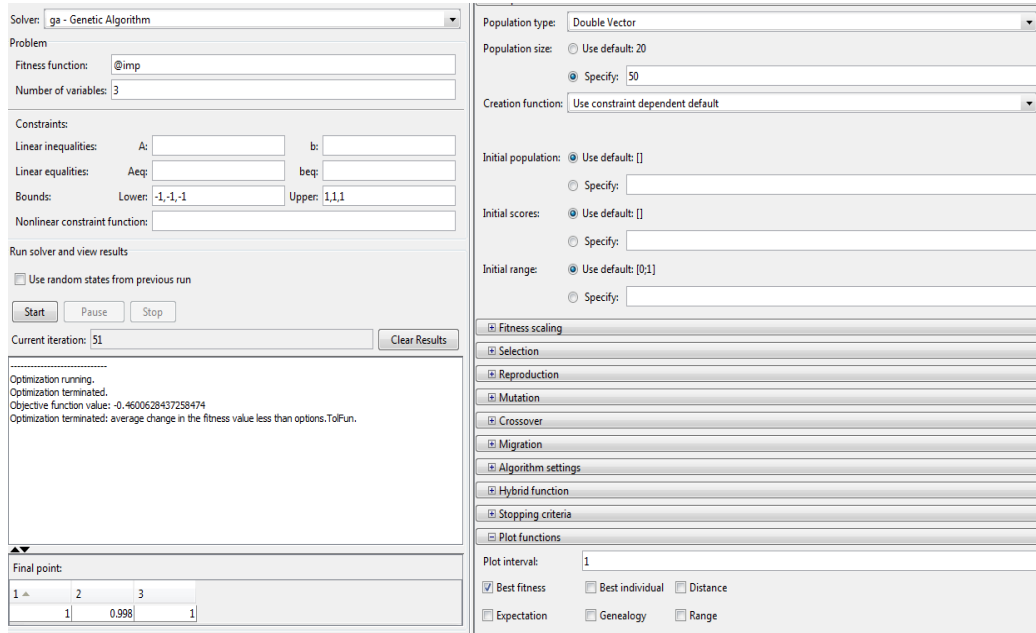 Solver: ga - Genetic Algorithm
Problem
Fitness function: @imp
Number of variables: 3
Constraints:
Linear inequalities: A: b:
Linear equalities: Aeq: beq:
Bounds: Lower: -1,-1,-1 Upper: 1,1,1
Nonlinear constraint function:
Run solver and view results
Use random states from previous run
Start Pause Stop
Current iteration: 51 Clear Results
------------------------------
Optimization running.
Optimization terminated.
Objective function value: -0.4600628437258474
Optimization terminated: average change in the fitness value less than options.TolFun.
Final point:
1 2 3
1 0.998 1
Population type: Double Vector
Population size: Use default: 20
Specify: 50
Creation function: Use constraint dependent default
Initial population: Use default: []
Specify:
Initial scores: Use default: []
Specify:
Initial range: Use default: [0;1]
Specify:
Fitness scaling
Selection
Reproduction
Mutation
Crossover
Migration
Algorithm settings
Hybrid function
Stopping criteria
Plot functions
Plot interval: 1
Best fitness Best individual Distance
Expectation Genealogy Range